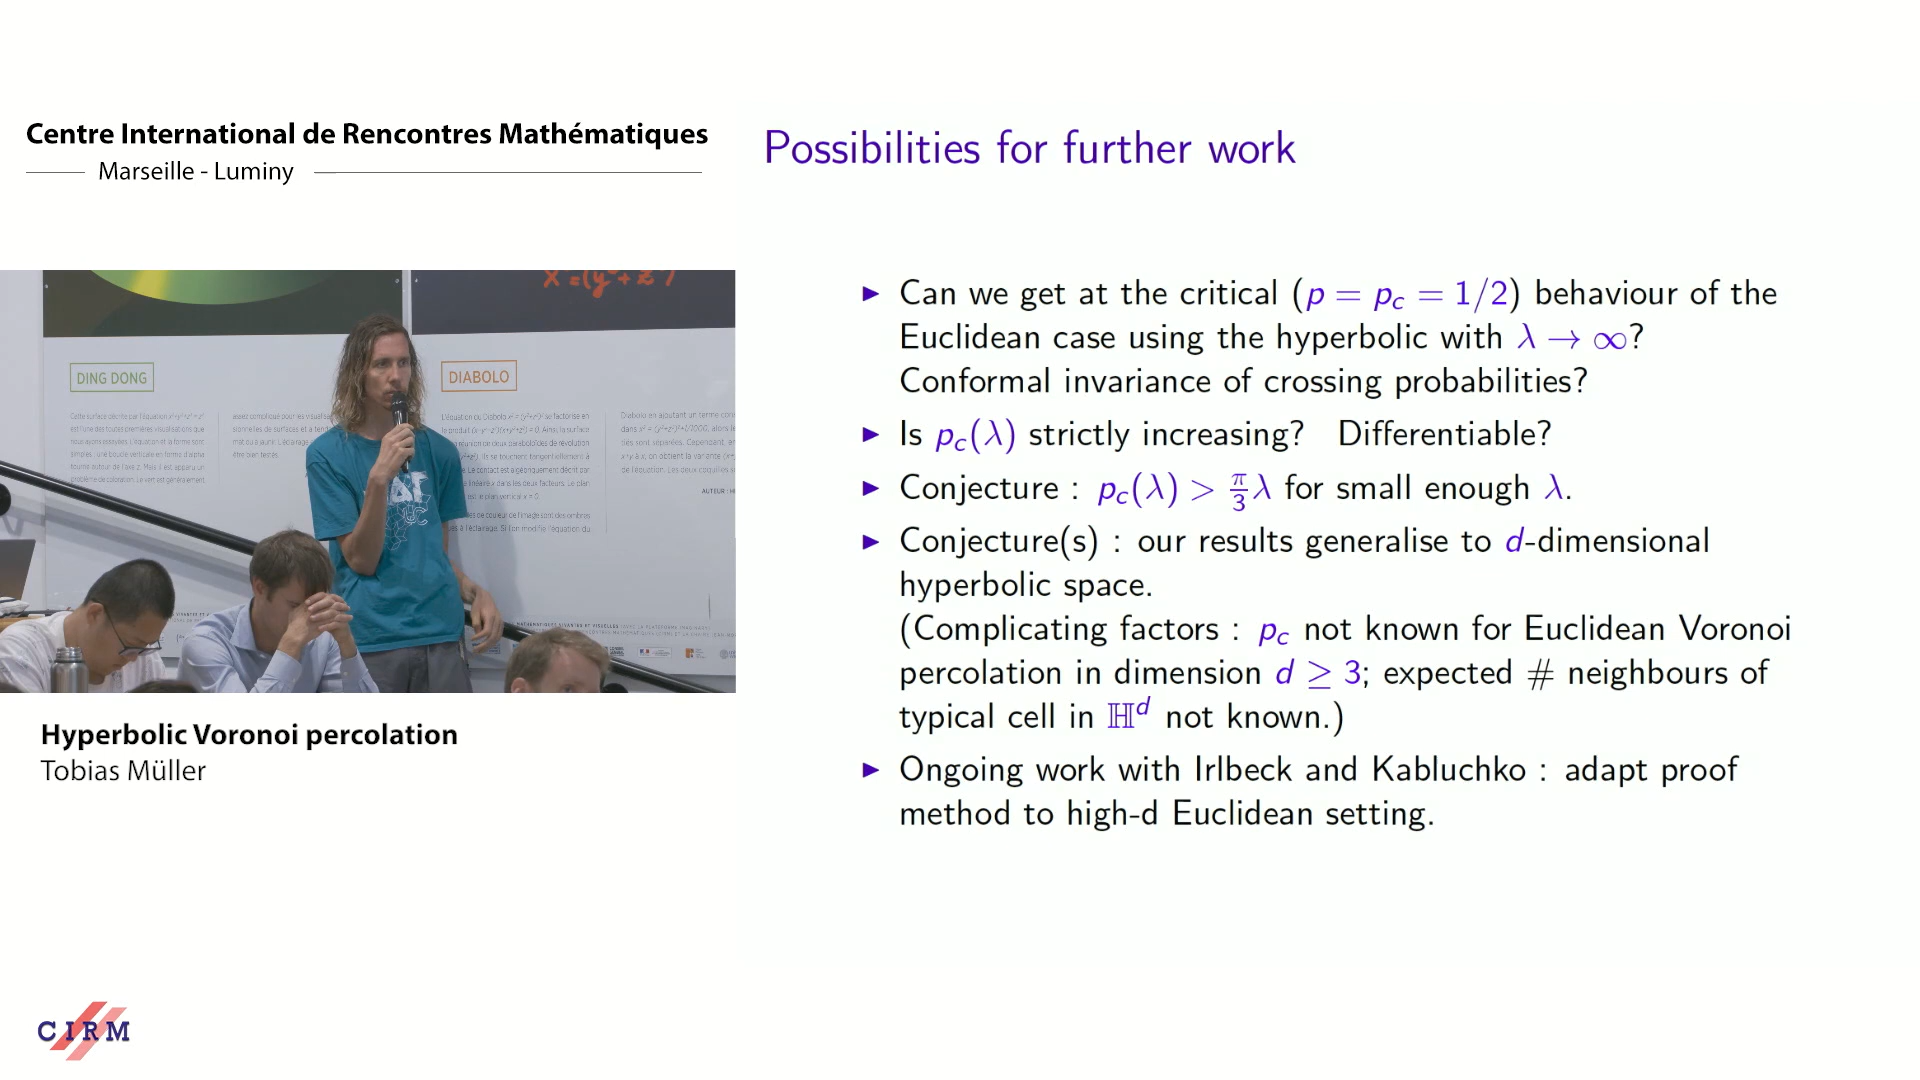 Centre International de Rencontres Mathématiques
Marseille - Luminy
Possibilities for further work
X =(y²+ z²)
DING DONG
DIABOLO
AUTEUR :
▶ Can we get at the critical (p = p_c = 1/2) behaviour of the
Euclidean case using the hyperbolic with λ → ∞?
Conformal invariance of crossing probabilities?
▶ Is p_c(λ) strictly increasing? Differentiable?
▶ Conjecture : p_c(λ) > π/3 λ for small enough λ.
▶ Conjecture(s) : our results generalise to d-dimensional
hyperbolic space.
(Complicating factors : p_c not known for Euclidean Voronoi
percolation in dimension d ≥ 3; expected # neighbours of
typical cell in ℍ^d not known.)
▶ Ongoing work with Irlbeck and Kabluchko : adapt proof
method to high-d Euclidean setting.
Hyperbolic Voronoi percolation
Tobias Müller
CIRM